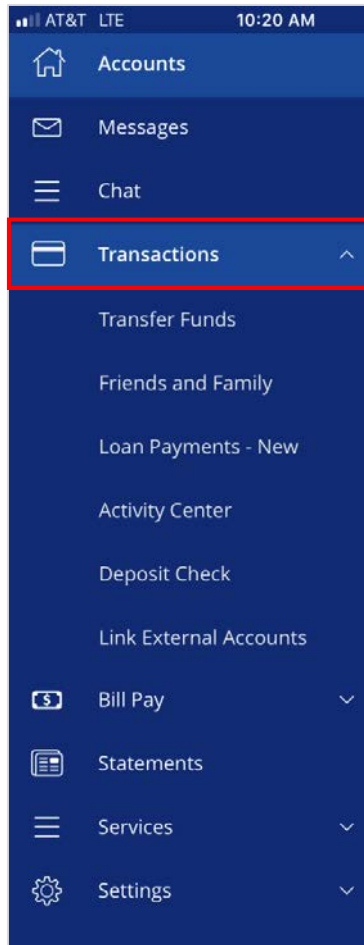 AT&T LTE 10:20 AM
Accounts
Messages
Chat
Transactions
Transfer Funds
Friends and Family
Loan Payments - New
Activity Center
Deposit Check
Link External Accounts
$ Bill Pay
Statements
Services
Settings